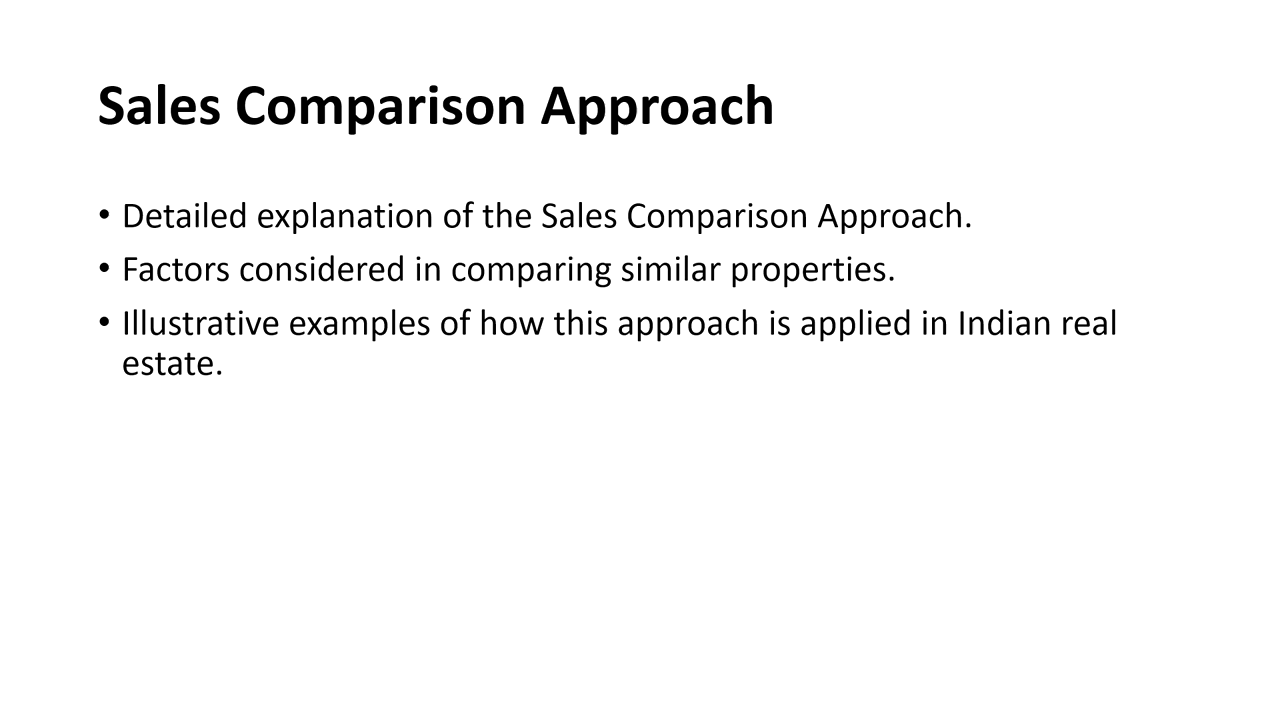 Sales Comparison Approach
• Detailed explanation of the Sales Comparison Approach.
• Factors considered in comparing similar properties.
• Illustrative examples of how this approach is applied in Indian real
estate.